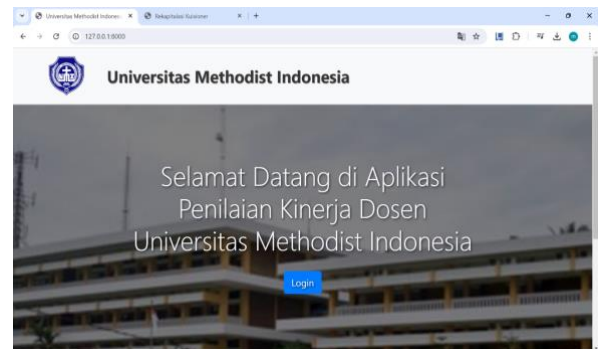 Universitas Methodist Indones
Rekapitulasi Kuisioner
127.0.0.1:8000
Universitas Methodist Indonesia
Selamat Datang di Aplikasi
Penilaian Kinerja Dosen
Universitas Methodist Indonesia
Login